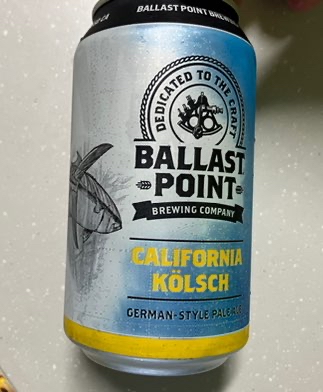 BALLAST POINT
DEDICATED TO THE CRAFT
BALLAST
POINT
BREWING COMPANY
CALIFORNIA
KÖLSCH
GERMAN-STYLE PALE ALE